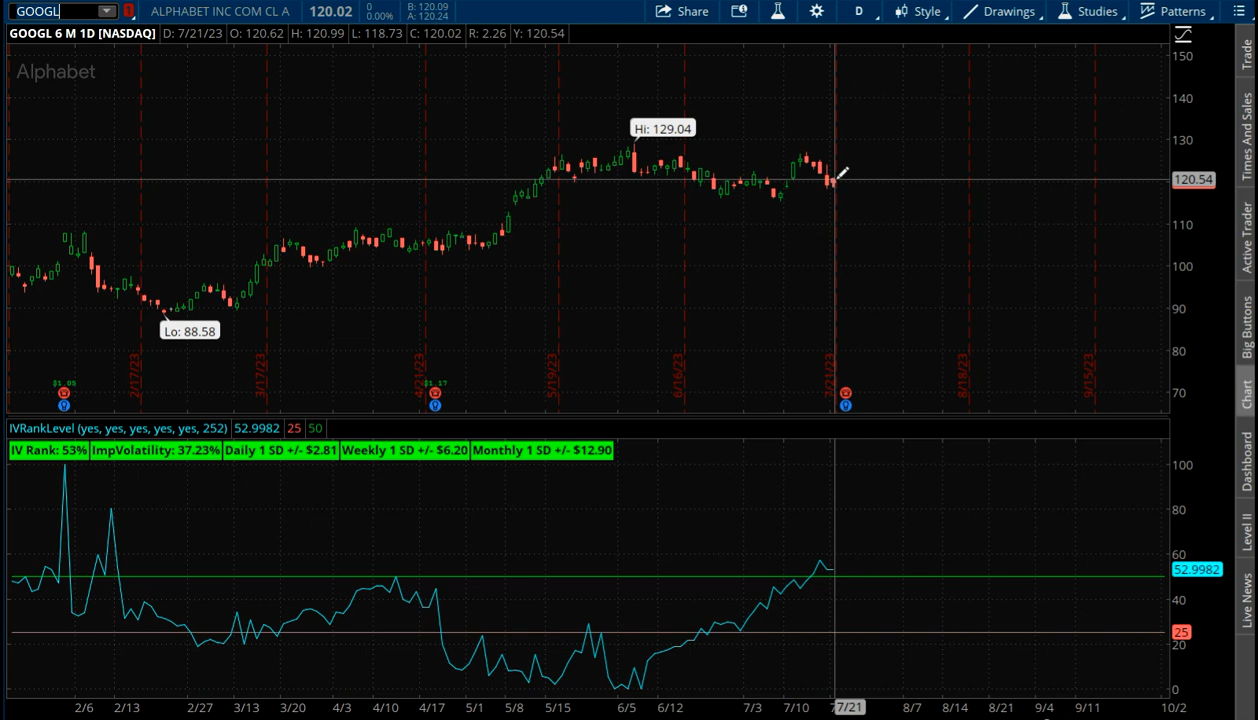 GOOGL
1
ALPHABET INC COM CL A
120.02
0
0.00%
B: 120.09
A: 120.24
Share
D
Style
Drawings
Studies
Patterns
GOOGL 6 M 1D [NASDAQ]
D: 7/21/23
O: 120.62
H: 120.99
L: 118.73
C: 120.02
R: 2.26
Y: 120.54
Alphabet
Hi: 129.04
Lo: 88.58
150
140
130
120.54
110
100
90
80
70
2/17/23
3/17/23
4/21/23
5/19/23
6/16/23
7/21/23
8/18/23
9/15/23
$1.05
$1.17
IVRankLevel (yes, yes, yes, yes, yes, 252)
52.9982
25
50
IV Rank: 53%
ImpVolatility: 37.23%
Daily 1 SD +/- $2.81
Weekly 1 SD +/- $6.20
Monthly 1 SD +/- $12.90
100
80
60
52.9982
40
25
20
0
2/6
2/13
2/27
3/13
3/20
4/3
4/10
4/17
5/1
5/8
5/15
6/5
6/12
7/3
7/10
7/21
8/7
8/14
8/21
9/4
9/11
10/2
Trade
Times And Sales
Active Trader
Big Buttons
Chart
Dashboard
Level II
Live News